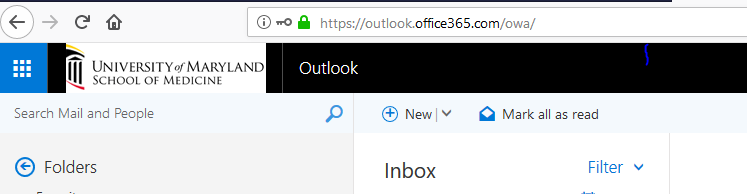 https://outlook.office365.com/owa/
UNIVERSITY of MARYLAND
SCHOOL OF MEDICINE
Outlook
Search Mail and People
New
Mark all as read
Folders
Inbox
Filter